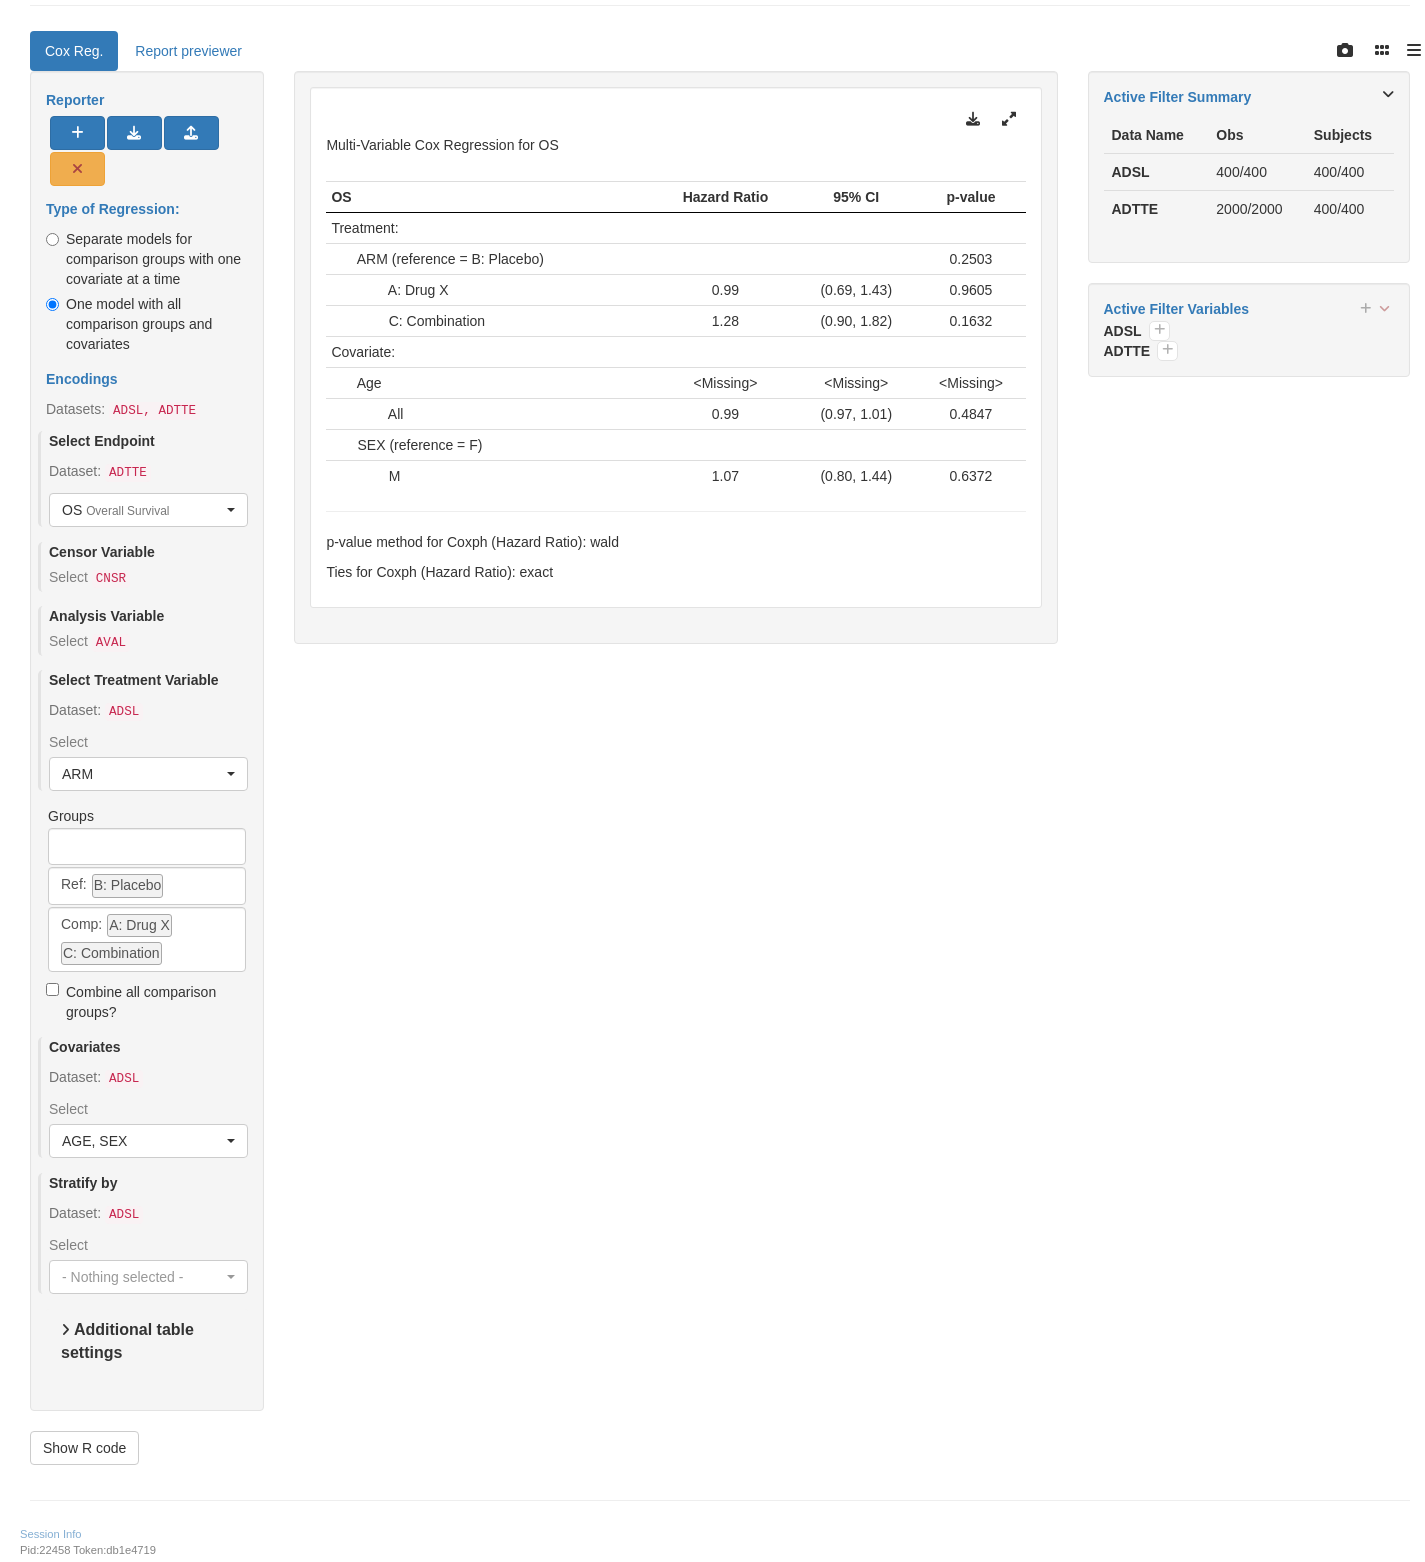 Cox Reg.
Report previewer
Reporter
Type of Regression:
Separate models for
comparison groups with one
covariate at a time
One model with all
comparison groups and
covariates
Encodings
Datasets: ADSL, ADTTE
Select Endpoint
Dataset: ADTTE
OS Overall Survival
Censor Variable
Select CNSR
Analysis Variable
Select AVAL
Select Treatment Variable
Dataset: ADSL
Select
ARM
Groups
Ref: B: Placebo
Comp: A: Drug X
C: Combination
Combine all comparison
groups?
Covariates
Dataset: ADSL
Select
AGE, SEX
Stratify by
Dataset: ADSL
Select
- Nothing selected -
Additional table
settings
Show R code
Multi-Variable Cox Regression for OS
OS Hazard Ratio 95% CI p-value
Treatment:
ARM (reference = B: Placebo) 0.2503
A: Drug X 0.99 (0.69, 1.43) 0.9605
C: Combination 1.28 (0.90, 1.82) 0.1632
Covariate:
Age <Missing> <Missing> <Missing>
All 0.99 (0.97, 1.01) 0.4847
SEX (reference = F)
M 1.07 (0.80, 1.44) 0.6372
p-value method for Coxph (Hazard Ratio): wald
Ties for Coxph (Hazard Ratio): exact
Active Filter Summary
Data Name Obs Subjects
ADSL 400/400 400/400
ADTTE 2000/2000 400/400
Active Filter Variables
ADSL
ADTTE
Session Info
Pid:22458 Token:db1e4719